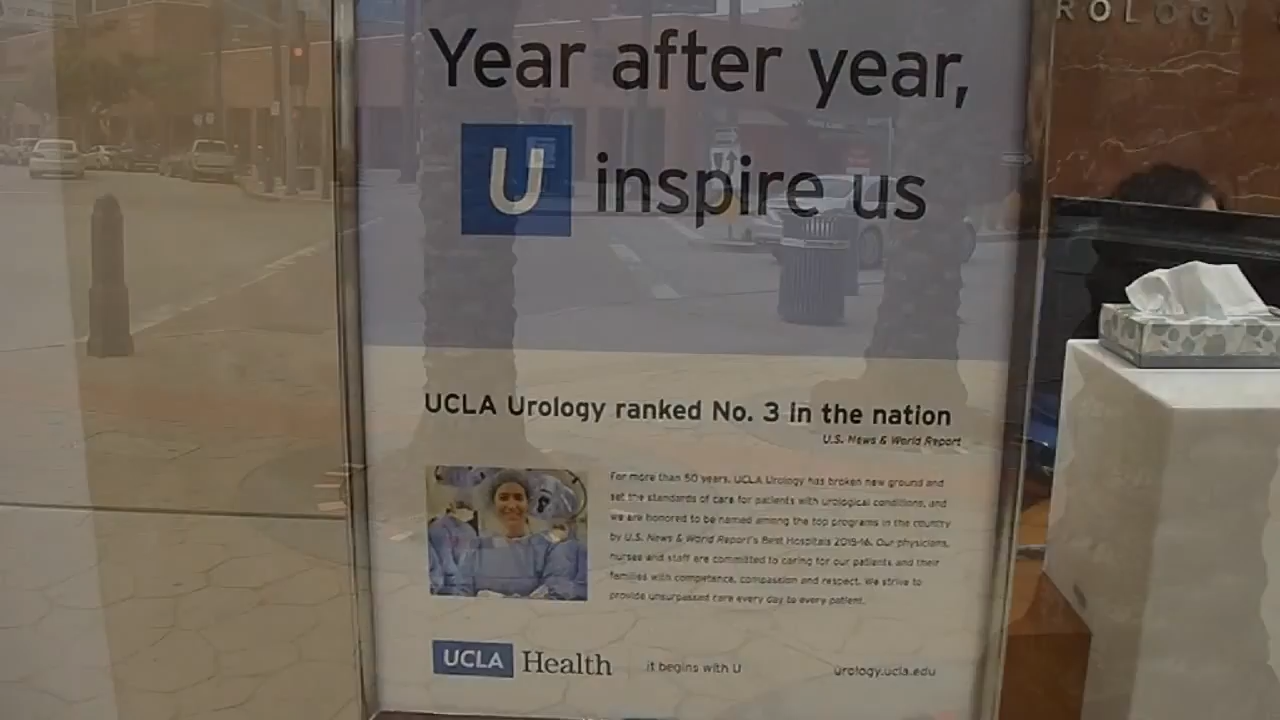 ROLOGY
Year after year,
U inspire us
UCLA Urology ranked No. 3 in the nation
U.S. News & World Report
For more than 50 years, UCLA Urology has broken new ground and
set the standards of care for patients with urological conditions, and
we are honored to be named among the top programs in the country
by U.S. News & World Report's Best Hospitals 2015-16. Our physicians,
nurses and staff are committed to caring for our patients and their
families with competence, compassion and respect. We strive to
provide unsurpassed care every day to every patient.
UCLA Health
it begins with U
urology.ucla.edu